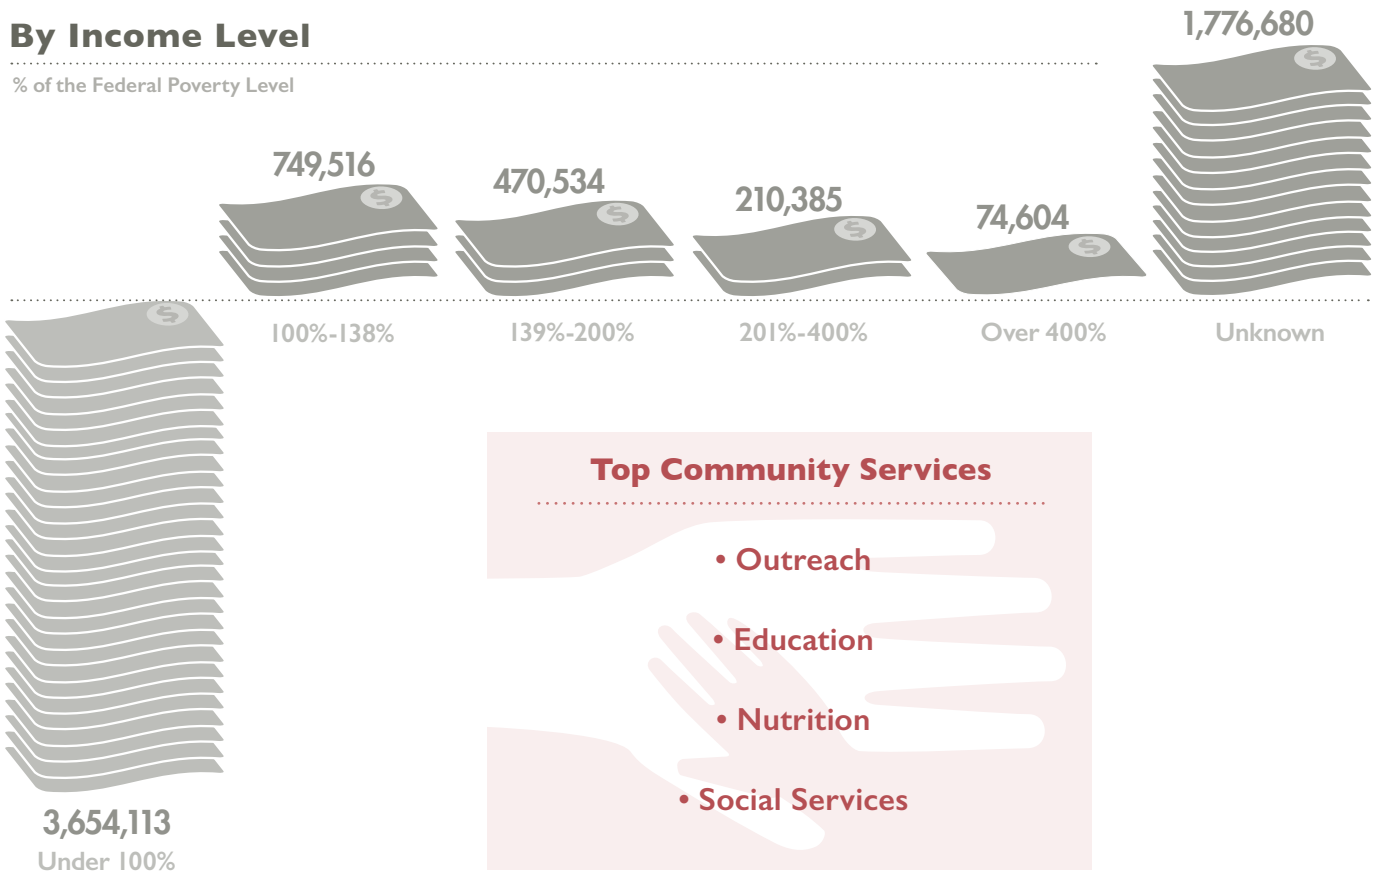 By Income Level
% of the Federal Poverty Level
1,776,680
749,516
470,534
210,385
74,604
100%-138%
139%-200%
201%-400%
Over 400%
Unknown
3,654,113
Under 100%
Top Community Services
• Outreach
• Education
• Nutrition
• Social Services